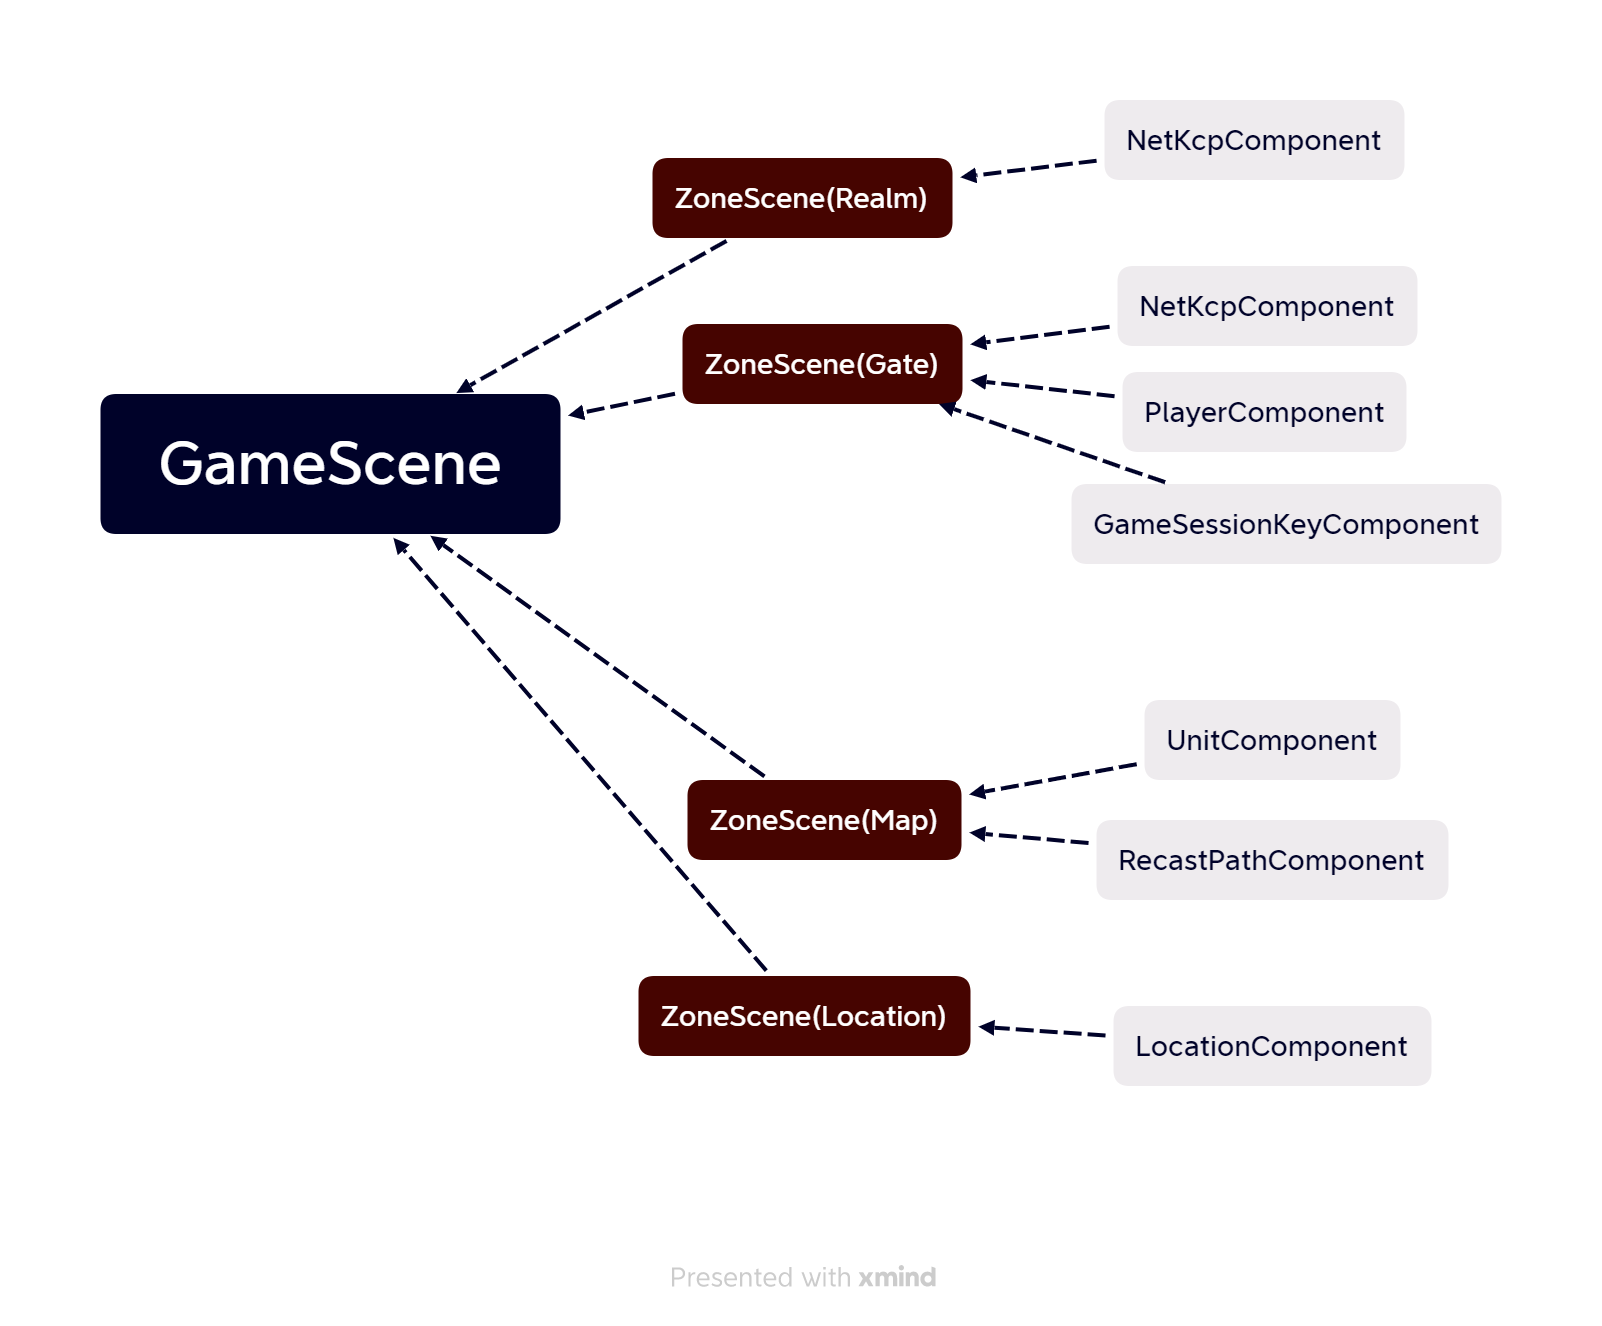 NetKcpComponent
ZoneScene(Realm)
NetKcpComponent
ZoneScene(Gate)
PlayerComponent
GameScene
GameSessionKeyComponent
UnitComponent
ZoneScene(Map)
RecastPathComponent
ZoneScene(Location)
LocationComponent
Presented with xmind